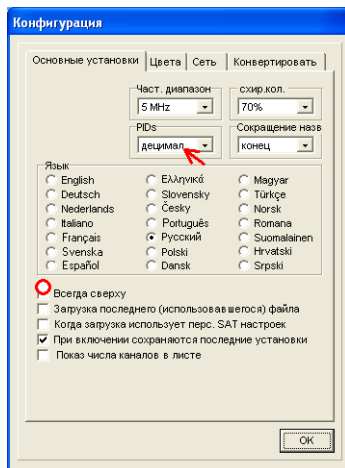 Конфигурация
Основные установки Цвета Сеть Конвертировать
Част. диапазон схир.кол.
5 MHz 70%
PIDs Сокращение назв
децимал конец
Язык
English Ελληνικά Magyar
Deutsch Slovensky Türkçe
Nederlands Česky Norsk
Italiano Português Romana
Français Русский Suomalainen
Svenska Polski Hrvatski
Español Dansk Srpski
Всегда сверху
Загрузка последнего (использовавшегося) файла
Когда загрузка использует перс. SAT настроек
При включении сохраняются последние установки
Показ числа каналов в листе
OK